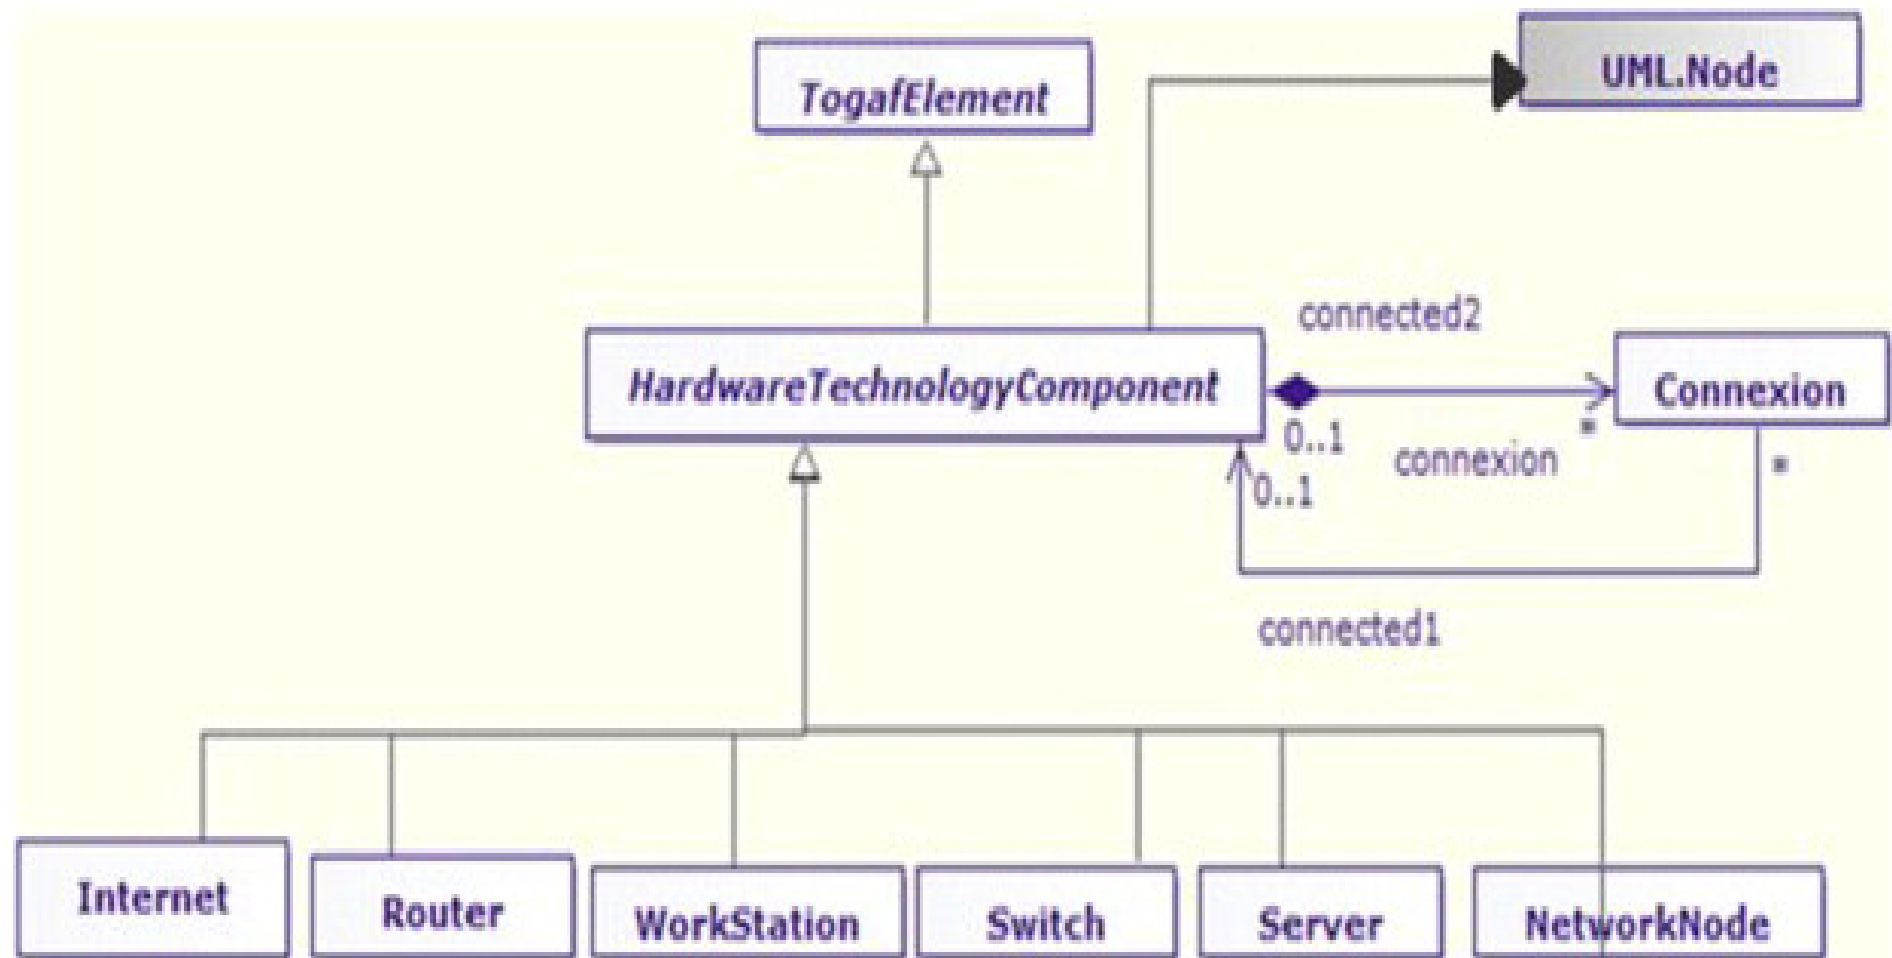 UML.Node
TogafElement
connected2
HardwareTechnologyComponent
Connexion
0..1
*
connexion
*
0..1
connected1
Internet
Router
WorkStation
Switch
Server
NetworkNode